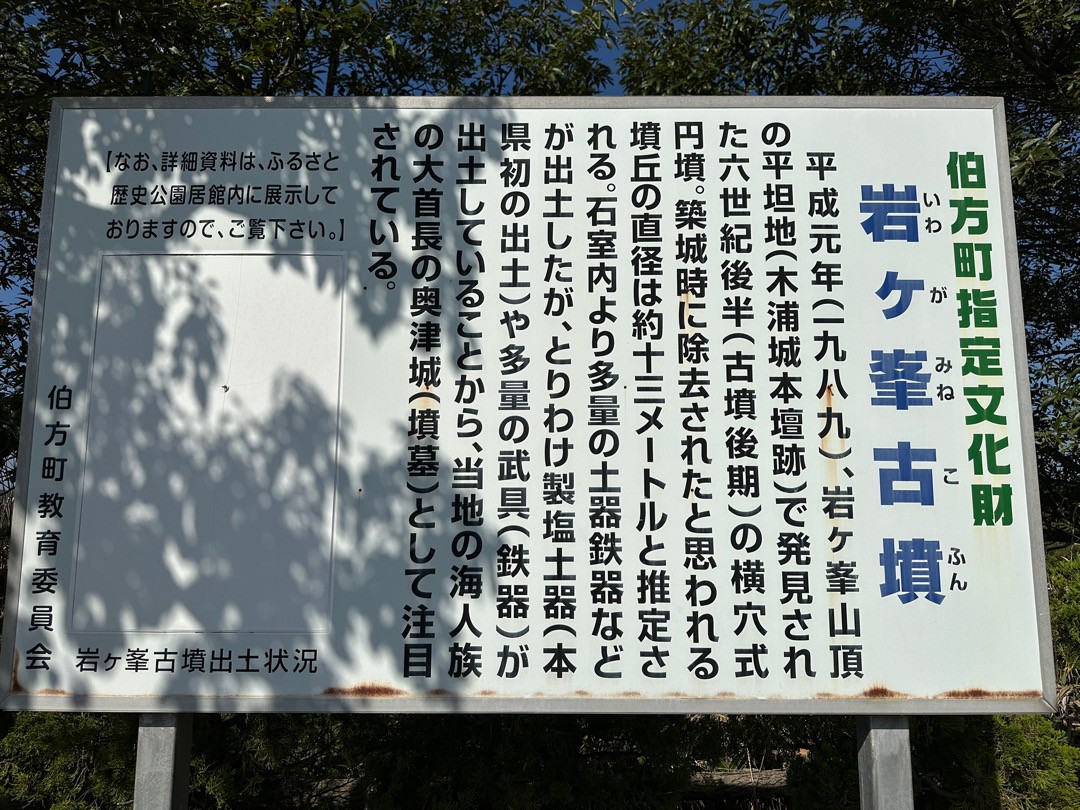 伯方町指定文化財
岩ヶ峯古墳
いわがみねこふん
平成元年(一九八九)、岩ヶ峯山頂
の平坦地(木浦城本壇跡)で発見され
た六世紀後半(古墳後期)の横穴式
円墳。築城時に除去されたと思われる
墳丘の直径は約十三メートルと推定さ
れる。石室内より多量の土器鉄器など
が出土したが、とりわけ製塩土器(本
県初の出土)や多量の武具(鉄器)が
出土していることから、当地の海人族
の大首長の奥津城(墳墓)として注目
されている。
【なお、詳細資料は、ふるさと
歴史公園居館内に展示して
おりますので、ご覧下さい。】
岩ヶ峯古墳出土状況
伯方町教育委員会